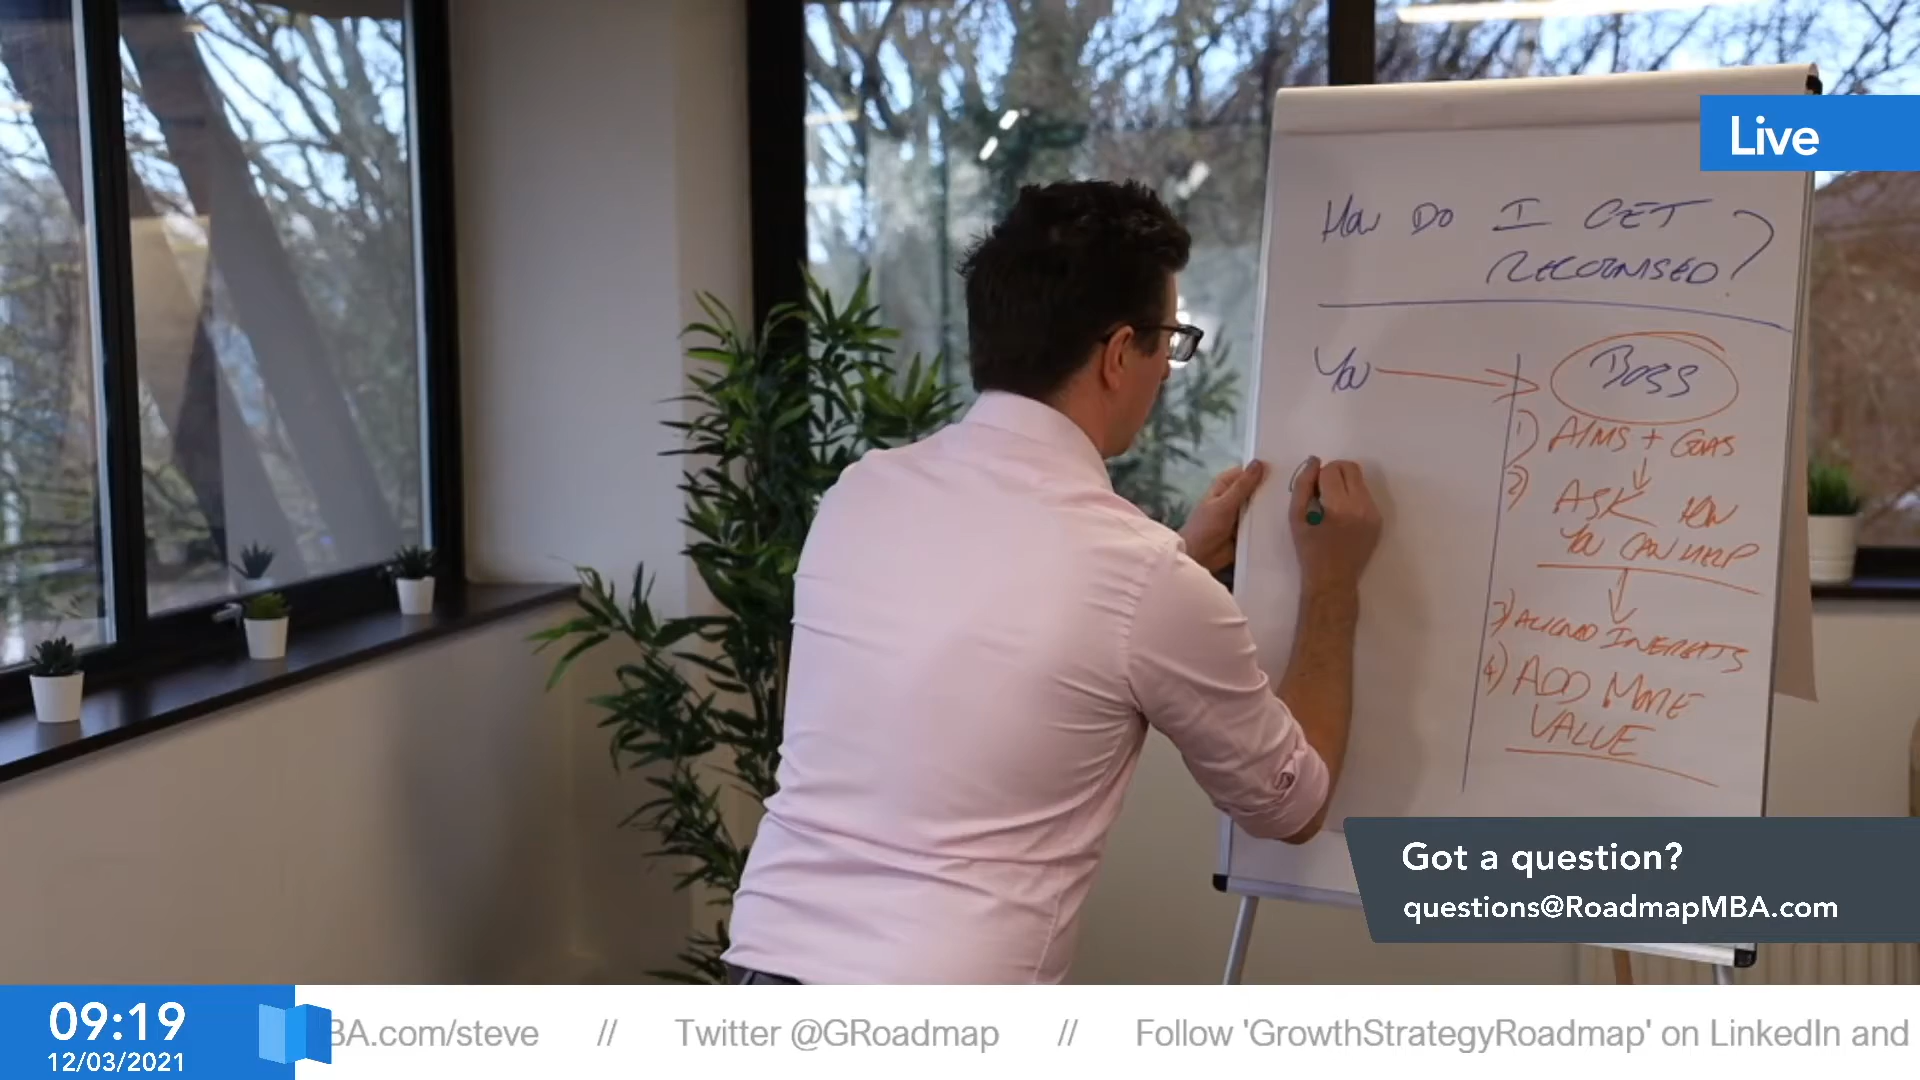 Live
HOW DO I GET
RECOGNISED?
YOU
BOSS
1) AIMS + GOALS
2) ASK HOW
YOU CAN HELP
3) ALIGNED INTERESTS
4) ADD MORE
VALUE
Got a question?
questions@RoadmapMBA.com
09:19
12/03/2021
BA.com/steve // Twitter @GRoadmap // Follow 'GrowthStrategyRoadmap' on LinkedIn and